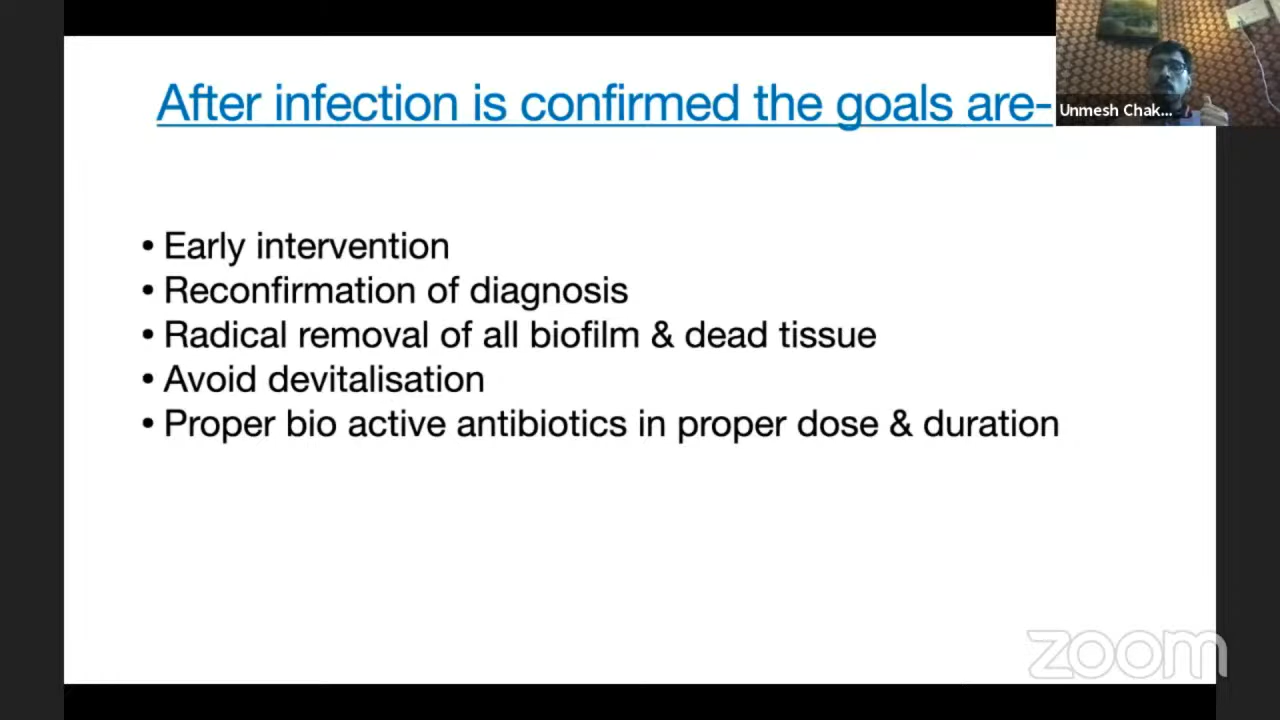 After infection is confirmed the goals are-
Unmesh Chak...
• Early intervention
• Reconfirmation of diagnosis
• Radical removal of all biofilm & dead tissue
• Avoid devitalisation
• Proper bio active antibiotics in proper dose & duration
zoom